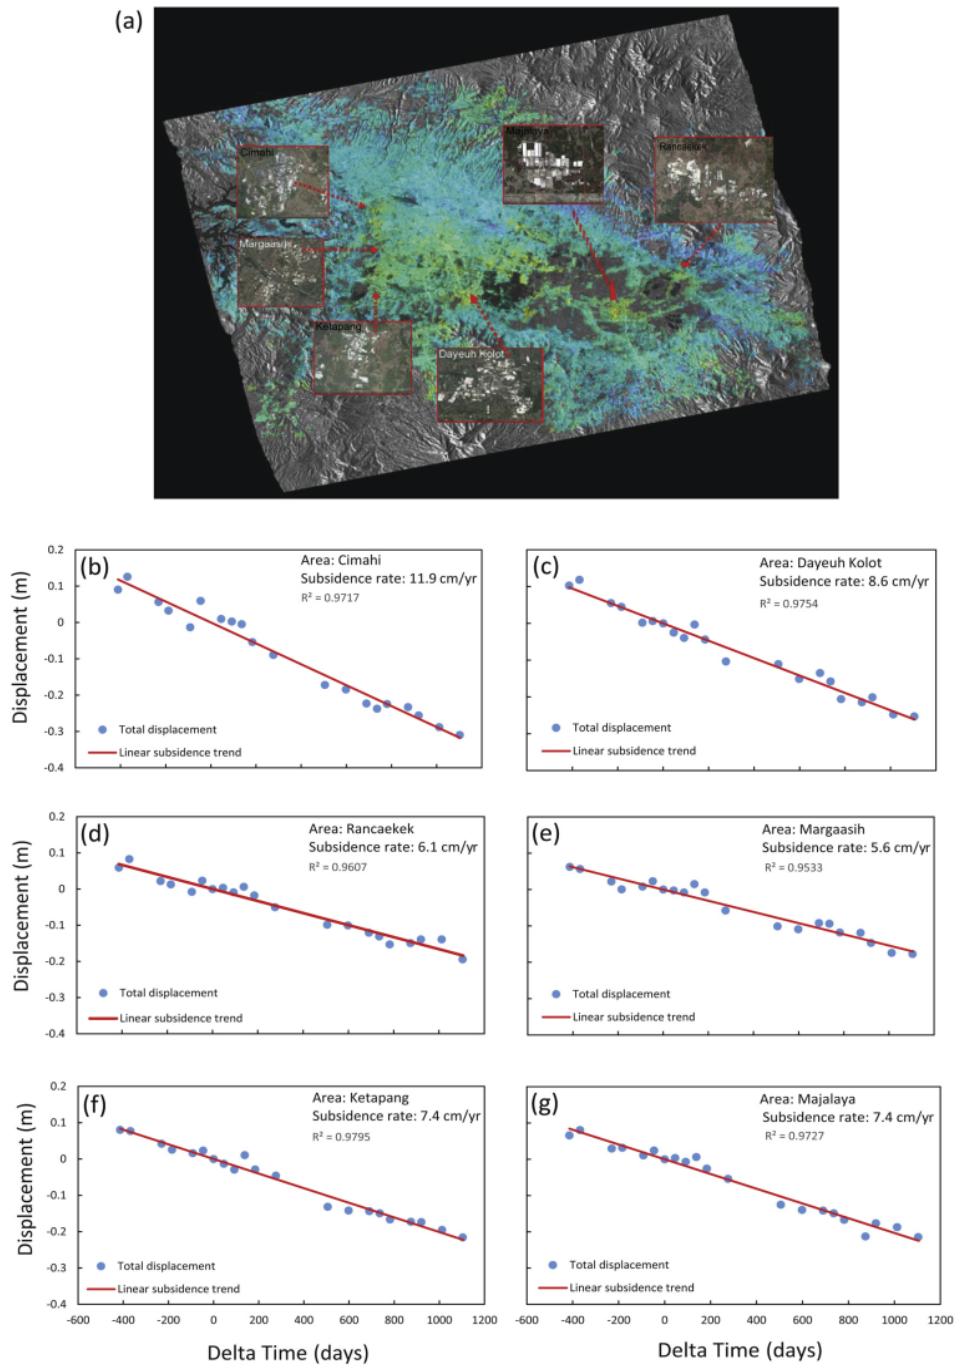 (a)
Majalaya
Rancaekek
Cimahi
Margaasih
Ketapang
Dayeuh Kolot
(b)
Area: Cimahi
Subsidence rate: 11.9 cm/yr
R² = 0.9717
0.2
0.1
0
-0.1
-0.2
-0.3
-0.4
Displacement (m)
Total displacement
Linear subsidence trend
(c)
Area: Dayeuh Kolot
Subsidence rate: 8.6 cm/yr
R² = 0.9754
Total displacement
Linear subsidence trend
(d)
Area: Rancaekek
Subsidence rate: 6.1 cm/yr
R² = 0.9607
0.2
0.1
0
-0.1
-0.2
-0.3
-0.4
Displacement (m)
Total displacement
Linear subsidence trend
(e)
Area: Margaasih
Subsidence rate: 5.6 cm/yr
R² = 0.9533
Total displacement
Linear subsidence trend
(f)
Area: Ketapang
Subsidence rate: 7.4 cm/yr
R² = 0.9795
0.2
0.1
0
-0.1
-0.2
-0.3
-0.4
Displacement (m)
Total displacement
Linear subsidence trend
-600 -400 -200 0 200 400 600 800 1000 1200
Delta Time (days)
(g)
Area: Majalaya
Subsidence rate: 7.4 cm/yr
R² = 0.9727
Total displacement
Linear subsidence trend
-600 -400 -200 0 200 400 600 800 1000 1200
Delta Time (days)